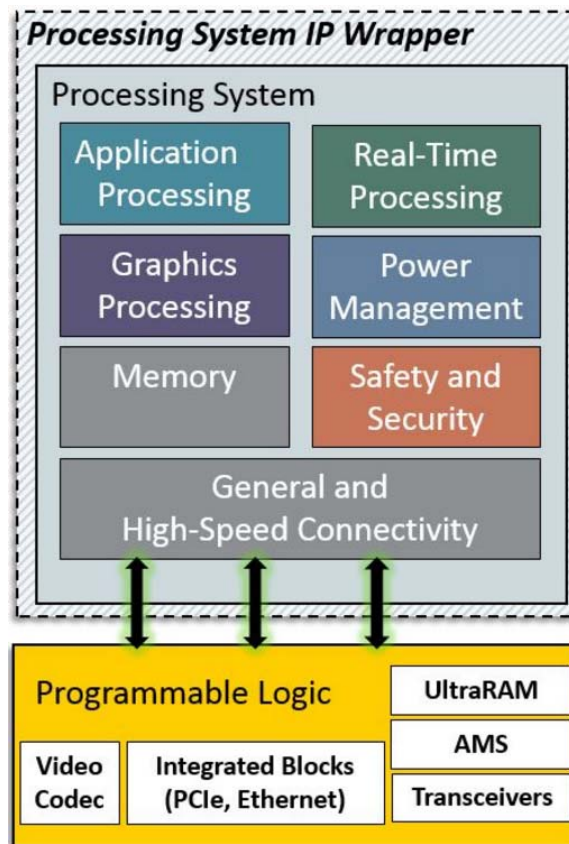 Processing System IP Wrapper
Processing System
Application
Processing
Real-Time
Processing
Graphics
Processing
Power
Management
Memory
Safety and
Security
General and
High-Speed Connectivity
Programmable Logic
UltraRAM
AMS
Transceivers
Video
Codec
Integrated Blocks
(PCIe, Ethernet)